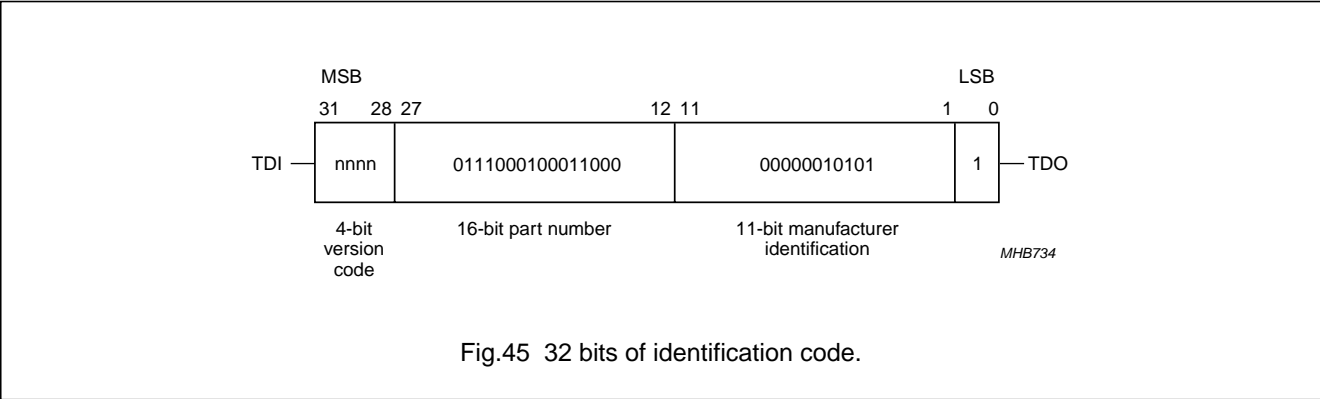 MSB LSB
31 28 27 12 11 1 0
TDI nnnn 0111000100011000 00000010101 1 TDO
4-bit 16-bit part number 11-bit manufacturer
version identification
code
MHB734
Fig.45 32 bits of identification code.